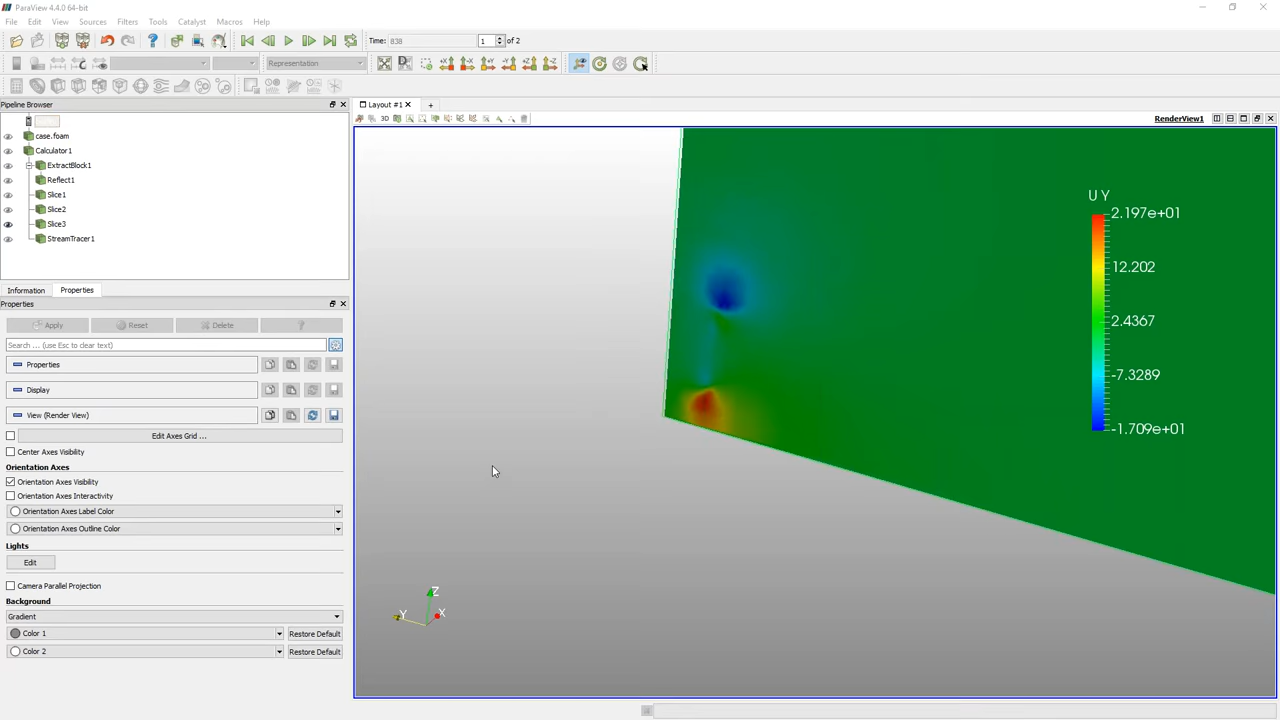 ParaView 4.4.0 64-bit
File Edit View Sources Filters Tools Catalyst Macros Help
Time: 838 1 of 2
Representation
Pipeline Browser
Layout #1
3D
RenderView1
case.foam
Calculator1
ExtractBlock1
Reflect1
Slice1
Slice2
Slice3
StreamTracer1
Information Properties
Properties
Apply Reset Delete ?
Search ... (use Esc to clear text)
Properties
Display
View (Render View)
Edit Axes Grid ...
Center Axes Visibility
Orientation Axes
Orientation Axes Visibility
Orientation Axes Interactivity
Orientation Axes Label Color
Orientation Axes Outline Color
Lights
Edit
Camera Parallel Projection
Background
Gradient
Color 1 Restore Default
Color 2 Restore Default
U Y
2.197e+01
12.202
2.4367
-7.3289
-1.709e+01
Z
Y
X